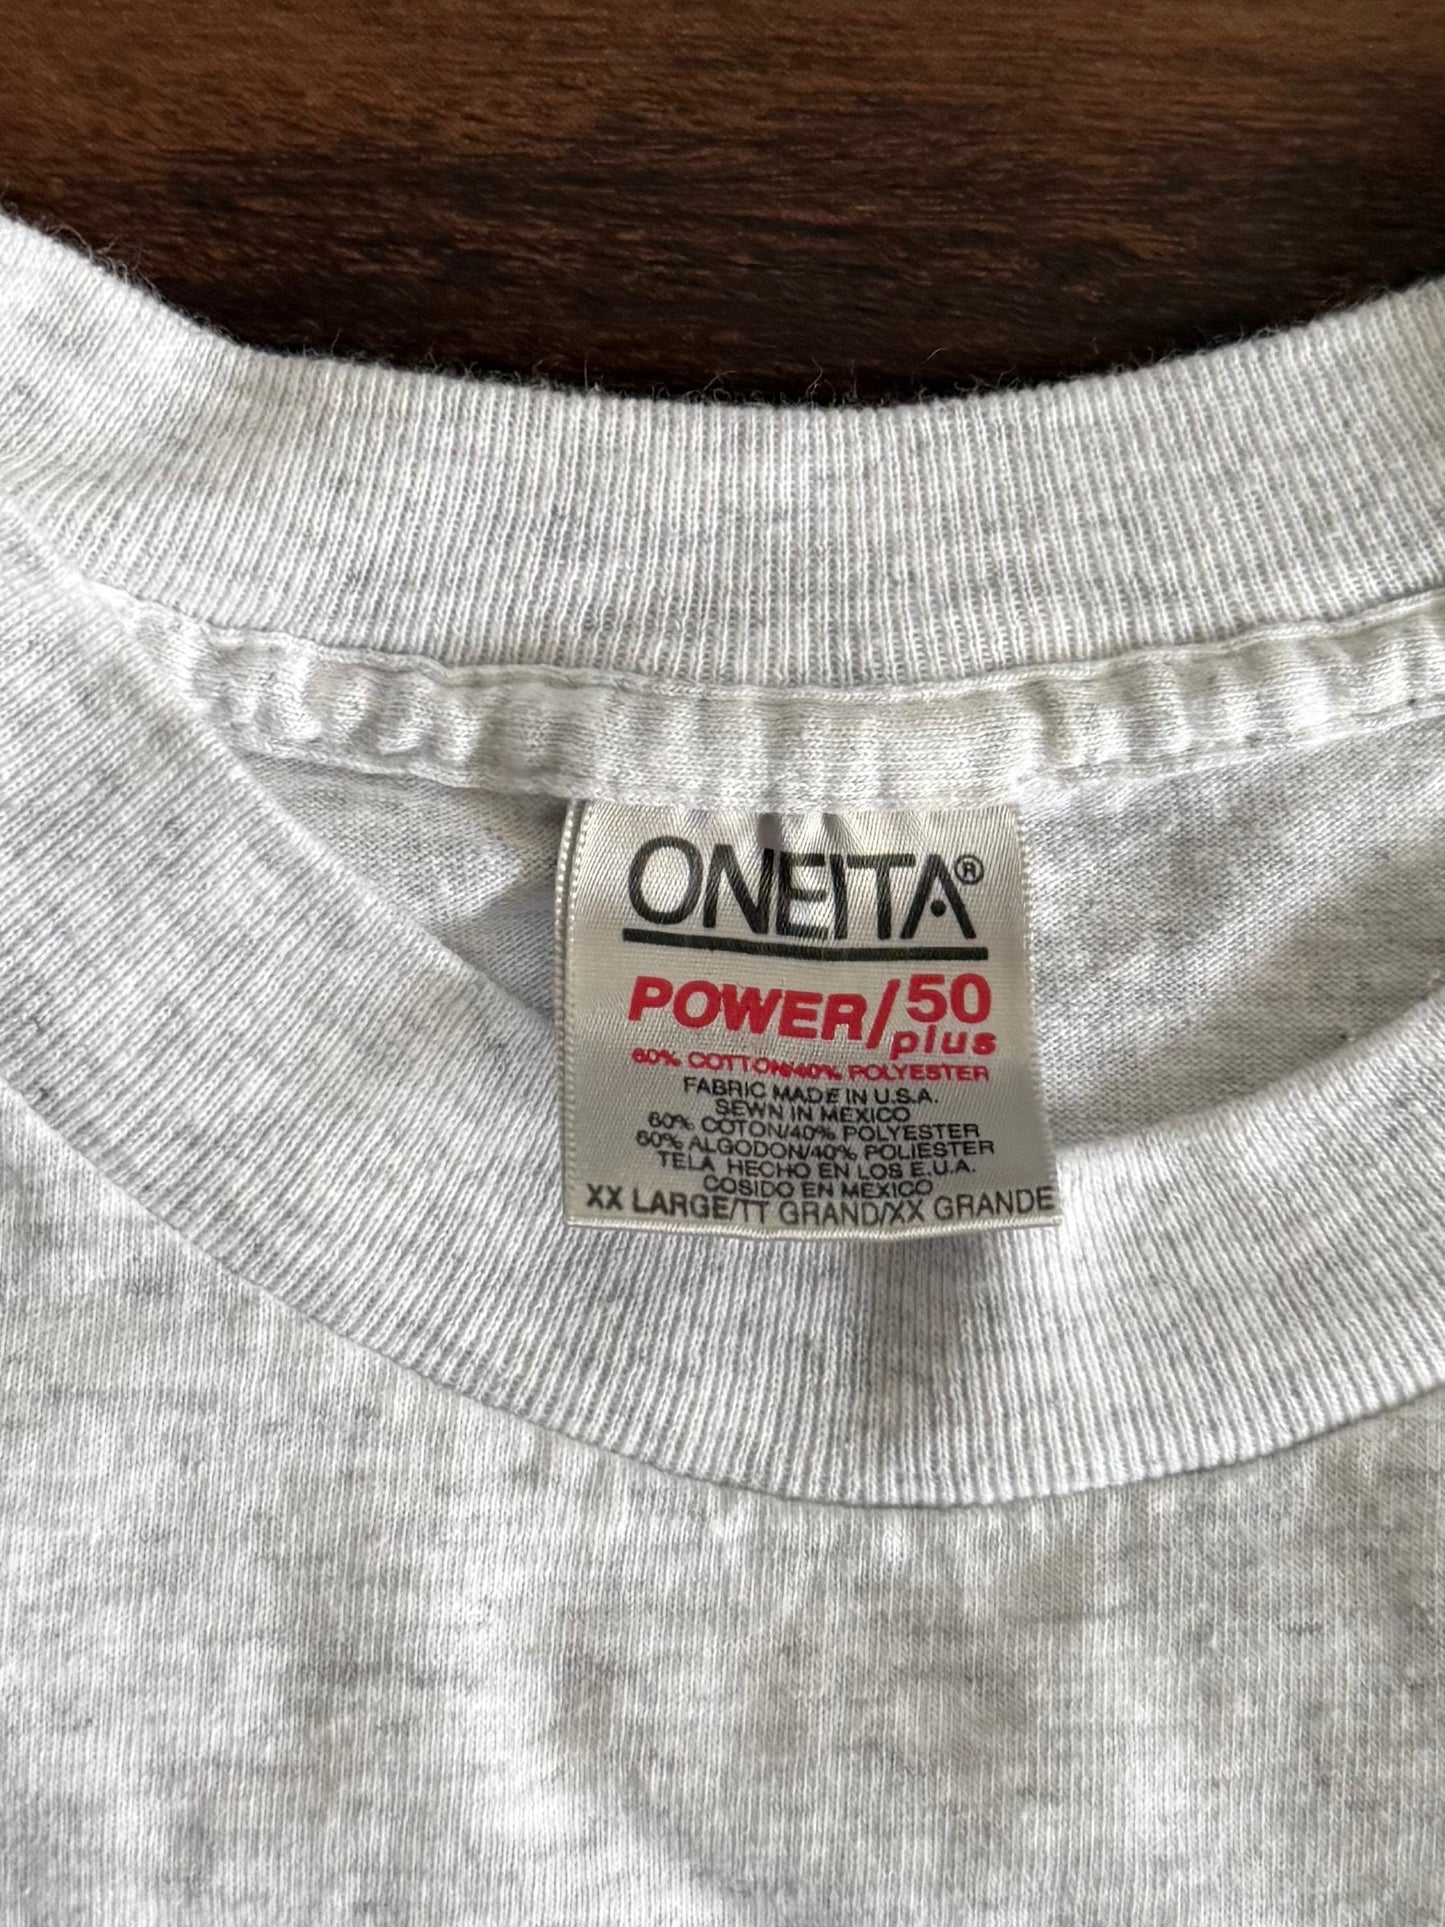 ONEITA®
POWER/50 plus
60% COTTON/40% POLYESTER
FABRIC MADE IN U.S.A.
SEWN IN MEXICO
60% COTON/40% POLYESTER
60% ALGODON/40% POLIESTER
TELA HECHO EN LOS E.U.A.
COSIDO EN MEXICO
XX LARGE/TT GRAND/XX GRANDE